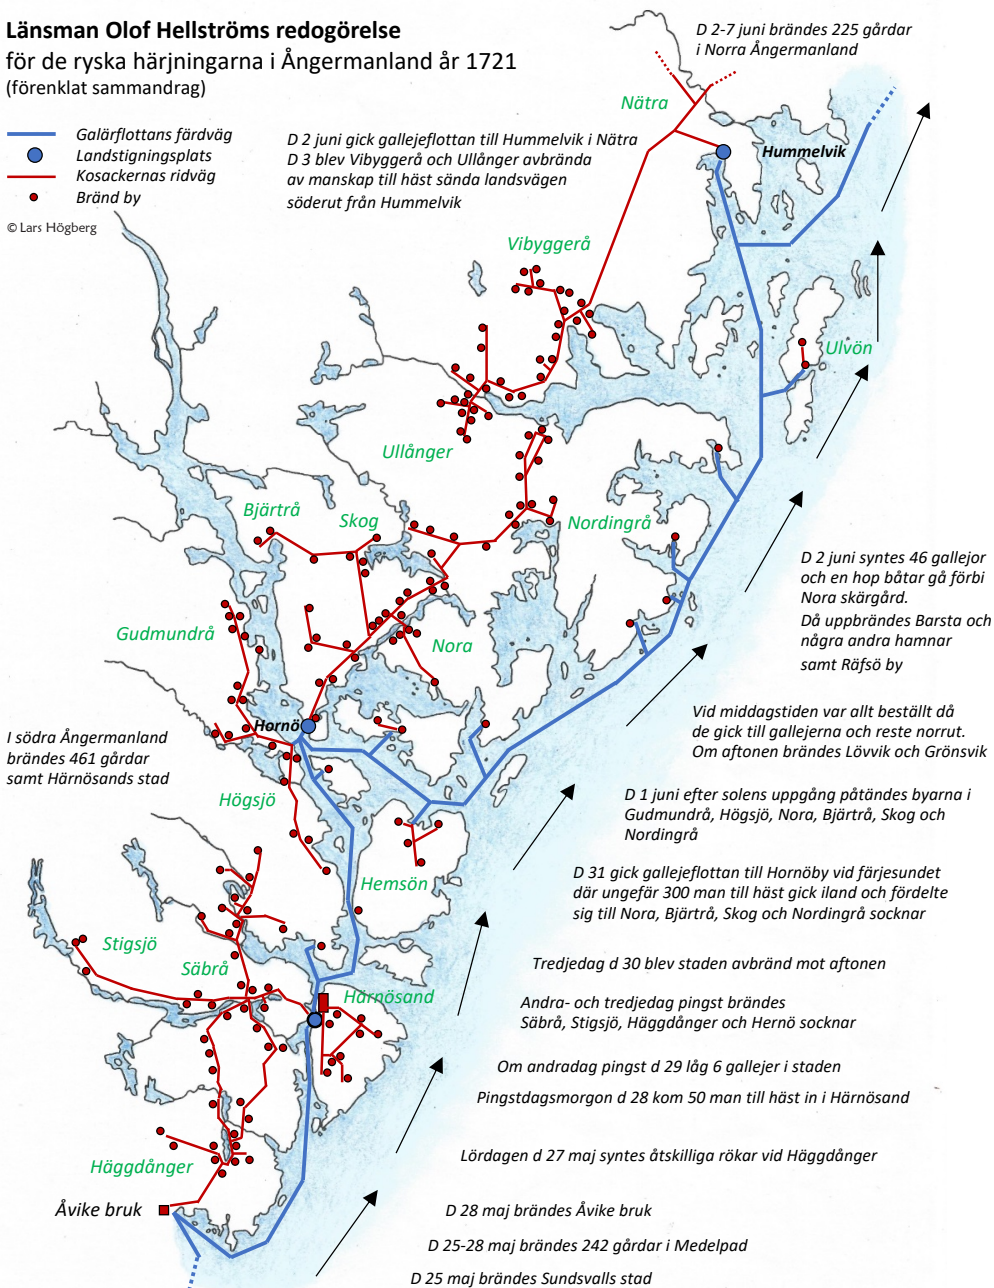 Länsman Olof Hellströms redogörelse
för de ryska härjningarna i Ångermanland år 1721
(förenklat sammandrag)
Galärflottans färdväg
Landstigningsplats
Kosackernas ridväg
Bränd by
© Lars Högberg
D 2-7 juni brändes 225 gårdar
i Norra Ångermanland
Nätra
D 2 juni gick gallejeflottan till Hummelvik i Nätra
D 3 blev Vibyggerå och Ullånger avbrända
av manskap till häst sända landsvägen
söderut från Hummelvik
Hummelvik
Vibyggerå
Ulvön
Ullånger
Bjärtrå
Skog
Nordingrå
D 2 juni syntes 46 gallejor
och en hop båtar gå förbi
Nora skärgård.
Då uppbrändes Barsta och
några andra hamnar
samt Räfsö by
Gudmundrå
Nora
Hornö
I södra Ångermanland
brändes 461 gårdar
samt Härnösands stad
Vid middagstiden var allt beställt då
de gick till gallejerna och reste norrut.
Om aftonen brändes Lövvik och Grönsvik
Högsjö
D 1 juni efter solens uppgång påtändes byarna i
Gudmundrå, Högsjö, Nora, Bjärtrå, Skog och
Nordingrå
Hemsön
D 31 gick gallejeflottan till Hornöby vid färjesundet
där ungefär 300 man till häst gick iland och fördelte
sig till Nora, Bjärtrå, Skog och Nordingrå socknar
Stigsjö
Säbrå
Tredjedag d 30 blev staden avbränd mot aftonen
Härnösand
Andra- och tredjedag pingst brändes
Säbrå, Stigsjö, Häggdånger och Hernö socknar
Om andradag pingst d 29 låg 6 gallejer i staden
Pingstdagsmorgon d 28 kom 50 man till häst in i Härnösand
Lördagen d 27 maj syntes åtskilliga rökar vid Häggdånger
Häggdånger
Åvike bruk
D 28 maj brändes Åvike bruk
D 25-28 maj brändes 242 gårdar i Medelpad
D 25 maj brändes Sundsvalls stad